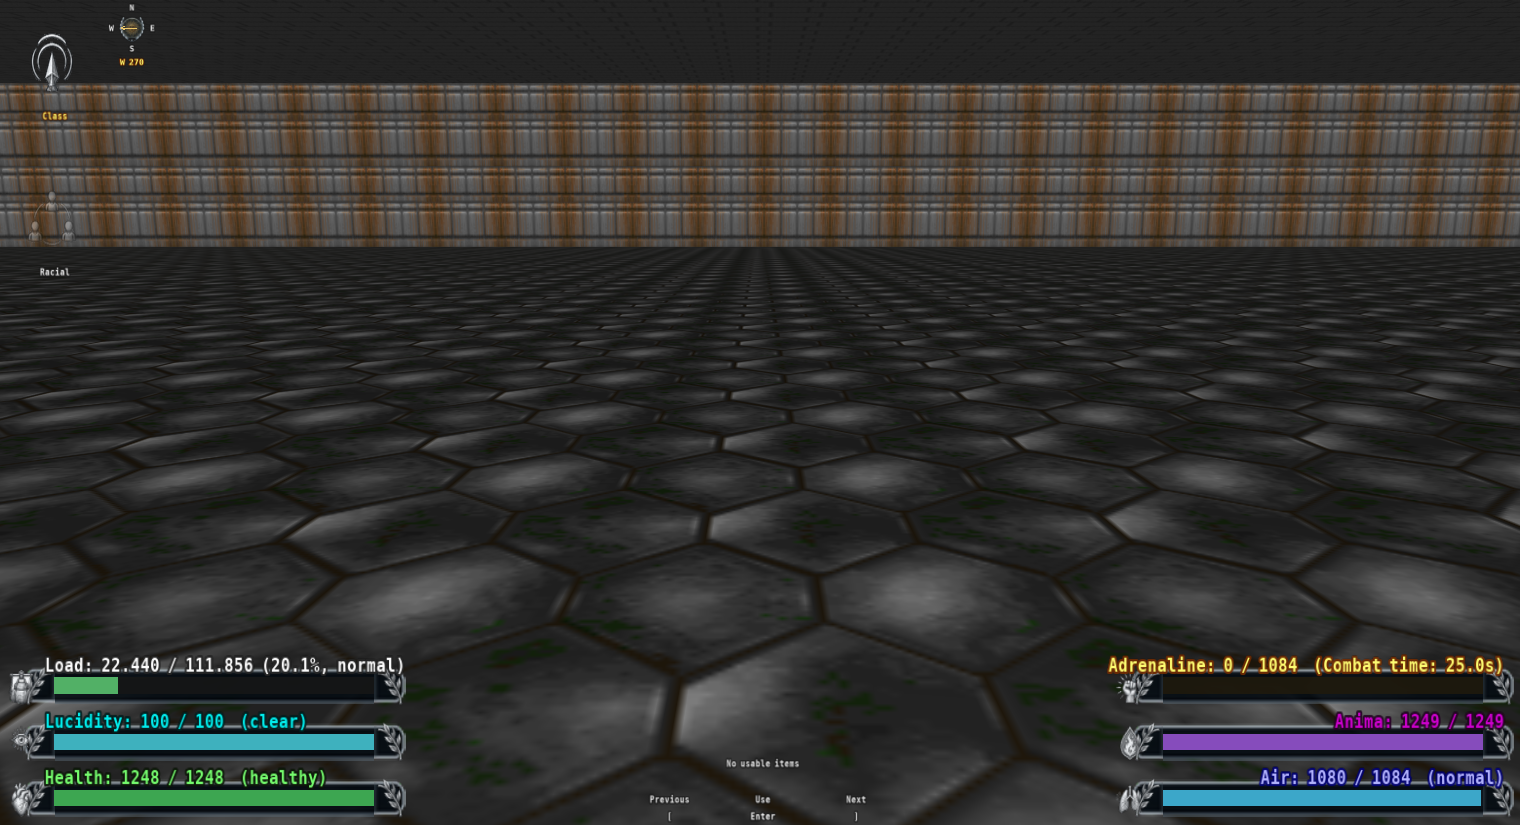 N
W E
S
W 270
Class
Racial
Load: 22.440 / 111.856 (20.1%, normal)
Lucidity: 100 / 100 (clear)
Health: 1248 / 1248 (healthy)
No usable items
Previous Use Next
[ Enter ]
Adrenaline: 0 / 1084 (Combat time: 25.0s)
Anima: 1249 / 1249
Air: 1080 / 1084 (normal)